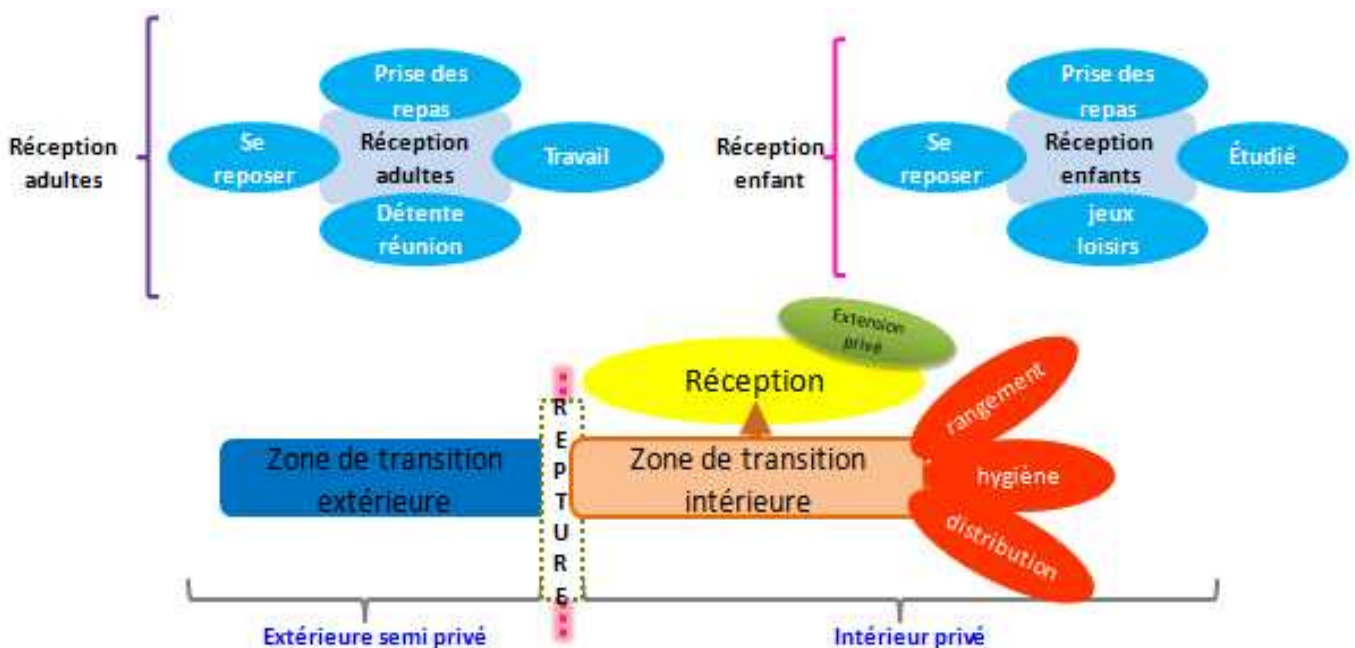 Réception
adultes
Prise des
repas
Se
reposer
Réception
adultes
Travail
Détente
réunion
Réception
enfant
Prise des
repas
Se
reposer
Réception
enfants
Étudié
jeux
loisirs
Extension
privé
Réception
REPTURE
Zone de transition
extérieure
Zone de transition
intérieure
rangement
hygiène
distribution
Extérieure semi privé
Intérieur privé